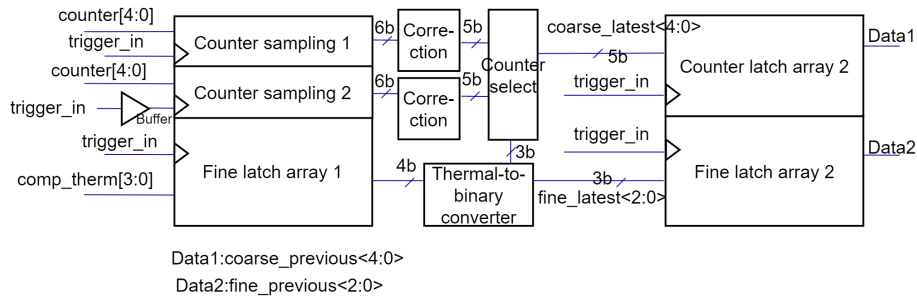 counter[4:0]
trigger_in
counter[4:0]
trigger_in
Buffer
trigger_in
comp_therm[3:0]
Counter sampling 1
Counter sampling 2
Fine latch array 1
6b
Corre-
ction
5b
6b
Corre-
ction
5b
Counter
select
4b
Thermal-to-
binary
converter
3b
coarse_latest<4:0>
5b
trigger_in
trigger_in
3b
fine_latest<2:0>
Counter latch array 2
Fine latch array 2
Data1
Data2
Data1:coarse_previous<4:0>
Data2:fine_previous<2:0>